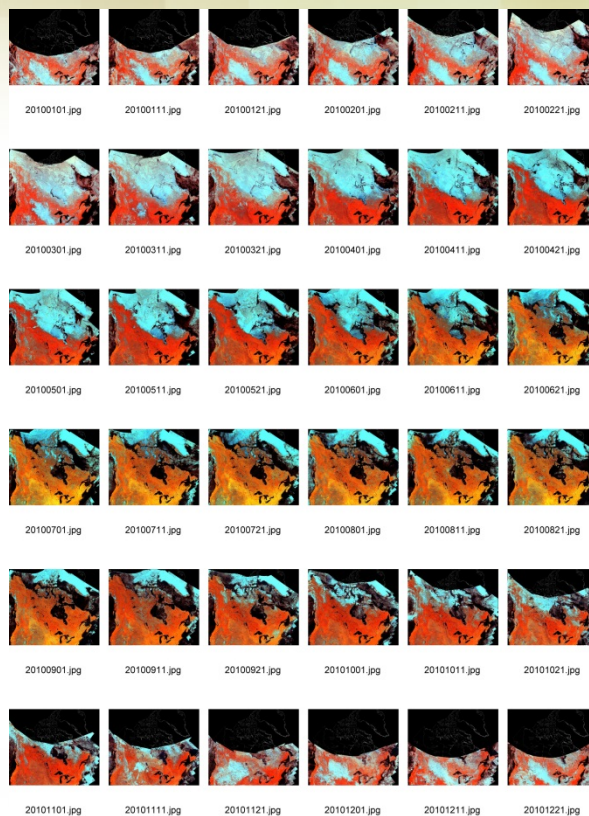 20100101.jpg 20100111.jpg 20100121.jpg 20100201.jpg 20100211.jpg 20100221.jpg
20100301.jpg 20100311.jpg 20100321.jpg 20100401.jpg 20100411.jpg 20100421.jpg
20100501.jpg 20100511.jpg 20100521.jpg 20100601.jpg 20100611.jpg 20100621.jpg
20100701.jpg 20100711.jpg 20100721.jpg 20100801.jpg 20100811.jpg 20100821.jpg
20100901.jpg 20100911.jpg 20100921.jpg 20101001.jpg 20101011.jpg 20101021.jpg
20101101.jpg 20101111.jpg 20101121.jpg 20101201.jpg 20101211.jpg 20101221.jpg